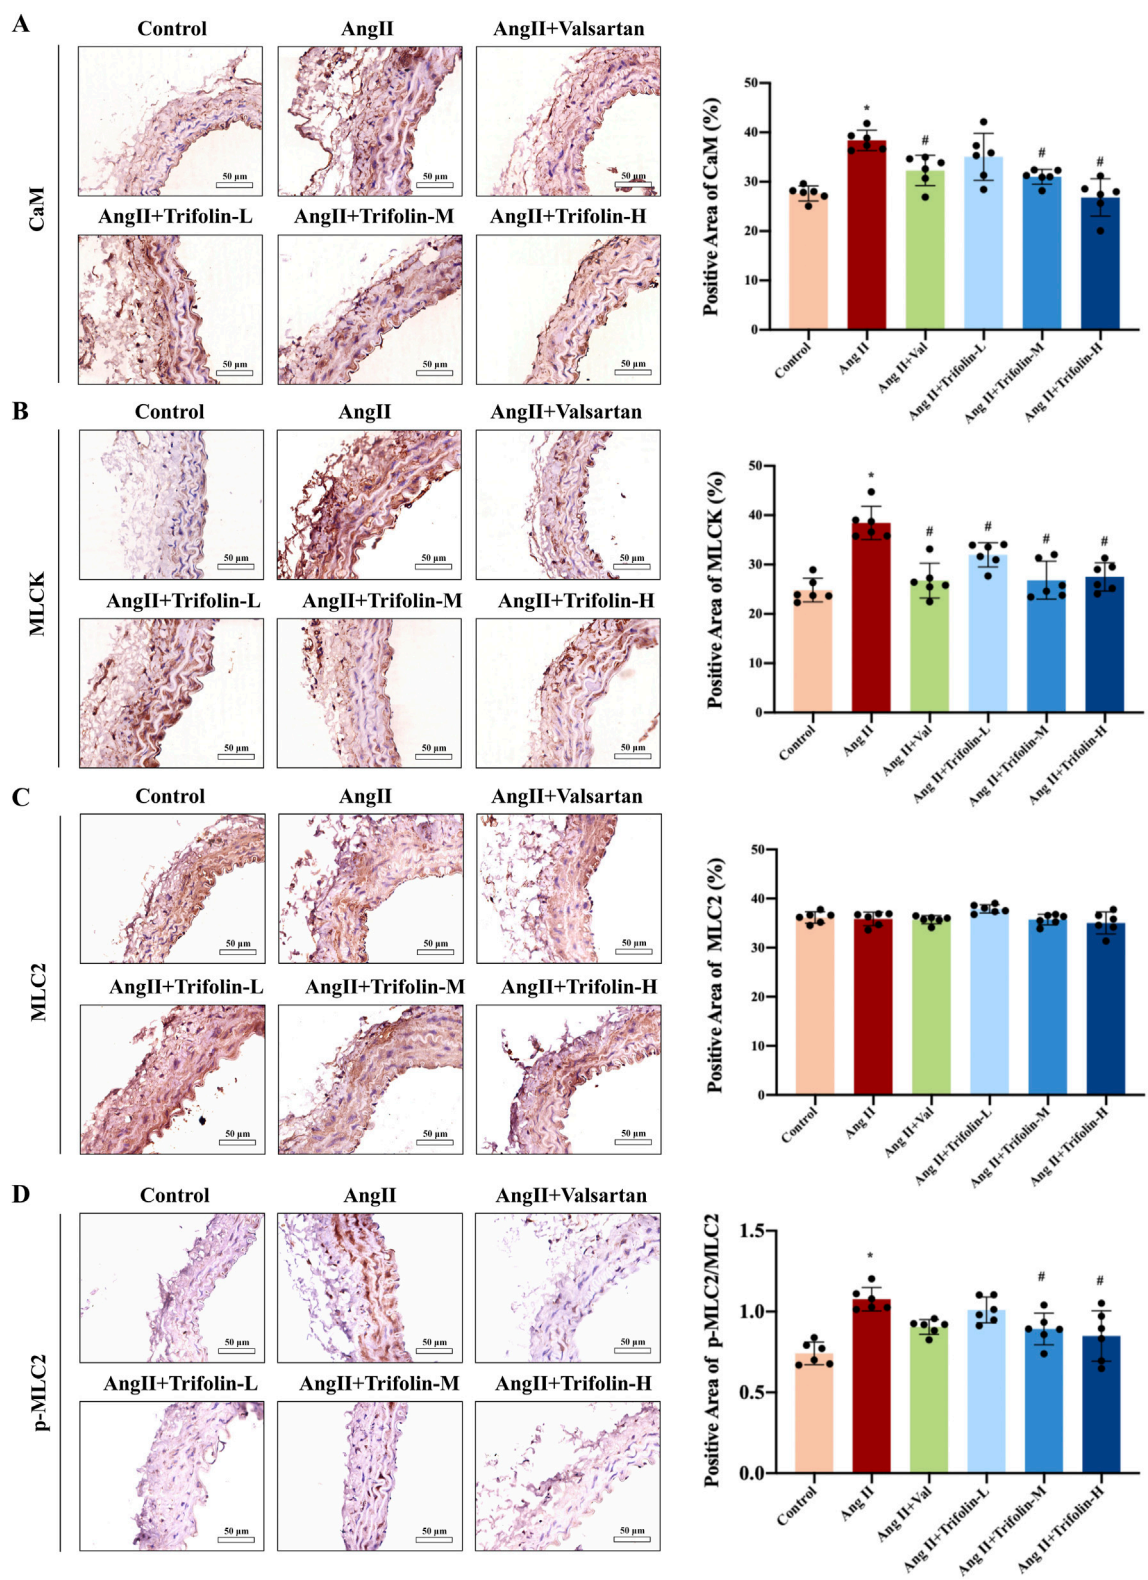 A
Control AngII AngII+Valsartan
CaM
50 μm 50 μm 50 μm
AngII+Trifolin-L AngII+Trifolin-M AngII+Trifolin-H
50 μm 50 μm 50 μm
Positive Area of CaM (%)
50
40
30
20
10
0
* # # #
Control Ang II Ang II+Val Ang II+Trifolin-L Ang II+Trifolin-M Ang II+Trifolin-H
B
Control AngII AngII+Valsartan
MLCK
50 μm 50 μm 50 μm
AngII+Trifolin-L AngII+Trifolin-M AngII+Trifolin-H
50 μm 50 μm 50 μm
Positive Area of MLCK (%)
50
40
30
20
10
0
* # # # #
Control Ang II Ang II+Val Ang II+Trifolin-L Ang II+Trifolin-M Ang II+Trifolin-H
C
Control AngII AngII+Valsartan
MLC2
50 μm 50 μm 50 μm
AngII+Trifolin-L AngII+Trifolin-M AngII+Trifolin-H
50 μm 50 μm 50 μm
Positive Area of MLC2 (%)
50
40
30
20
10
0
Control Ang II Ang II+Val Ang II+Trifolin-L Ang II+Trifolin-M Ang II+Trifolin-H
D
Control AngII AngII+Valsartan
p-MLC2
50 μm 50 μm 50 μm
AngII+Trifolin-L AngII+Trifolin-M AngII+Trifolin-H
50 μm 50 μm 50 μm
Positive Area of p-MLC2/MLC2
1.5
1.0
0.5
0.0
* # #
Control Ang II Ang II+Val Ang II+Trifolin-L Ang II+Trifolin-M Ang II+Trifolin-H